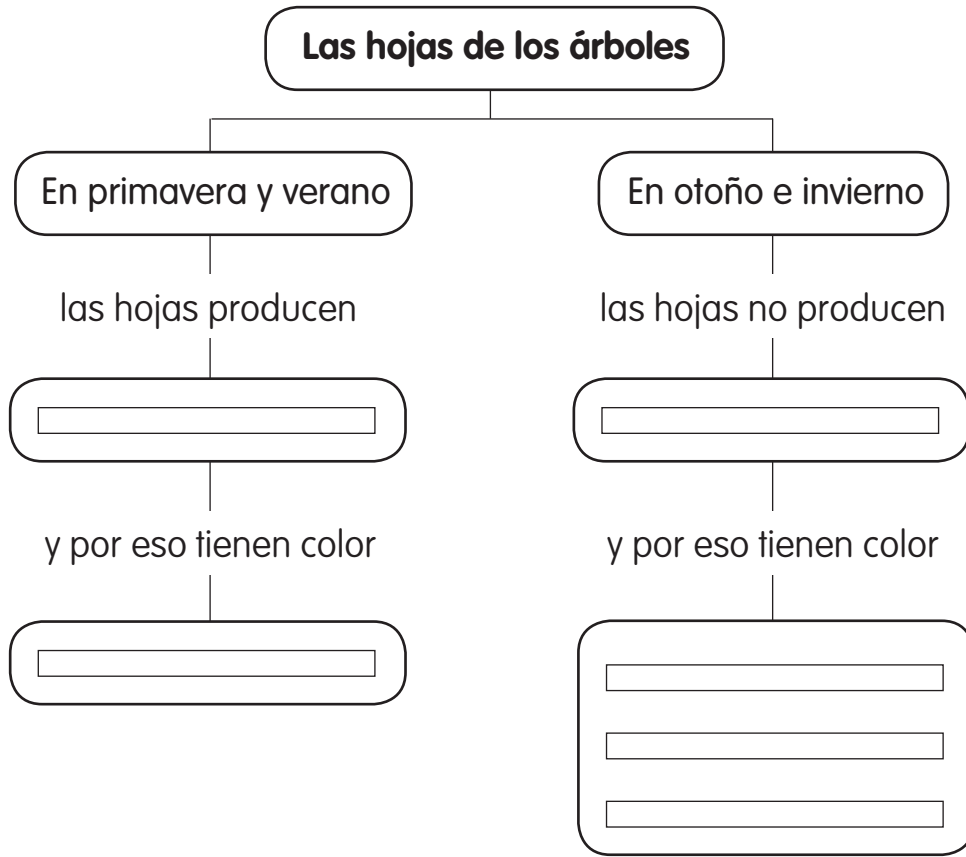 Las hojas de los árboles
En primavera y verano
En otoño e invierno
las hojas producen
las hojas no producen
y por eso tienen color
y por eso tienen color